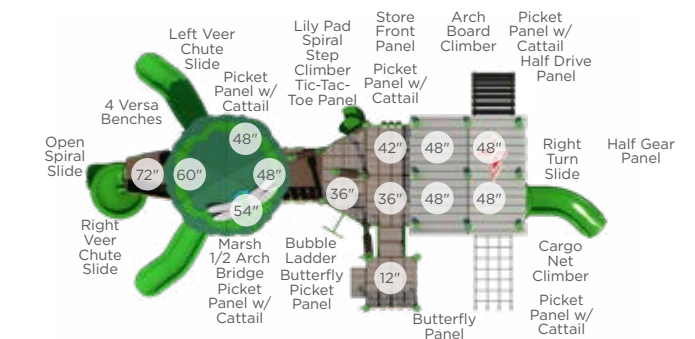 Left Veer
Chute
Slide
Picket
Panel w/
Cattail
4 Versa
Benches
Open
Spiral
Slide
Right
Veer
Chute
Slide
Lily Pad
Spiral
Step
Climber
Tic-Tac-
Toe Panel
Store
Front
Panel
Picket
Panel w/
Cattail
Arch
Board
Climber
Picket
Panel w/
Cattail
Half Drive
Panel
Right
Turn
Slide
Half Gear
Panel
72"
60"
48"
48"
54"
36"
42"
48"
48"
36"
48"
48"
12"
Marsh
1/2 Arch
Bridge
Picket
Panel w/
Cattail
Bubble
Ladder
Butterfly
Picket
Panel
Butterfly
Panel
Cargo
Net
Climber
Picket
Panel w/
Cattail